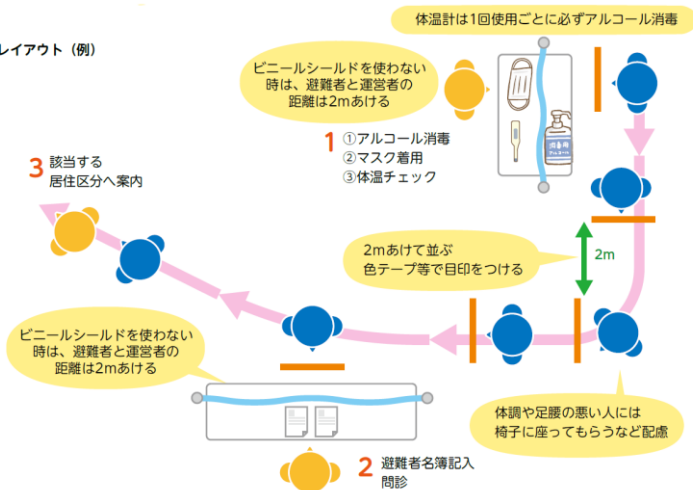 体温計は1回使用ごとに必ずアルコール消毒
レイアウト（例）
ビニールシールドを使わない
時は、避難者と運営者の
距離は2mあける
1 ①アルコール消毒
②マスク着用
③体温チェック
消毒用
アルコール
3 該当する
居住区分へ案内
2mあけて並ぶ
色テープ等で目印をつける
2m
ビニールシールドを使わない
時は、避難者と運営者の
距離は2mあける
体調や足腰の悪い人には
椅子に座ってもらうなど配慮
2 避難者名簿記入
問診